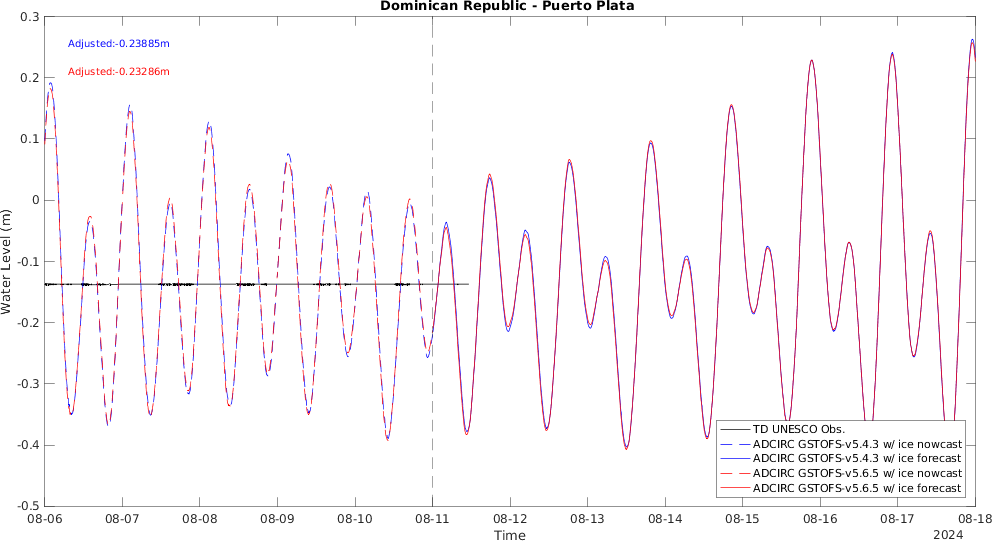 Dominican Republic - Puerto Plata
0.3
0.2
0.1
0
-0.1
-0.2
-0.3
-0.4
-0.5
Water Level (m)
Adjusted:-0.23885m
Adjusted:-0.23286m
TD UNESCO Obs.
ADCIRC GSTOFS-v5.4.3 w/ ice nowcast
ADCIRC GSTOFS-v5.4.3 w/ ice forecast
ADCIRC GSTOFS-v5.6.5 w/ ice nowcast
ADCIRC GSTOFS-v5.6.5 w/ ice forecast
08-06 08-07 08-08 08-09 08-10 08-11 08-12 08-13 08-14 08-15 08-16 08-17 08-18
Time
2024